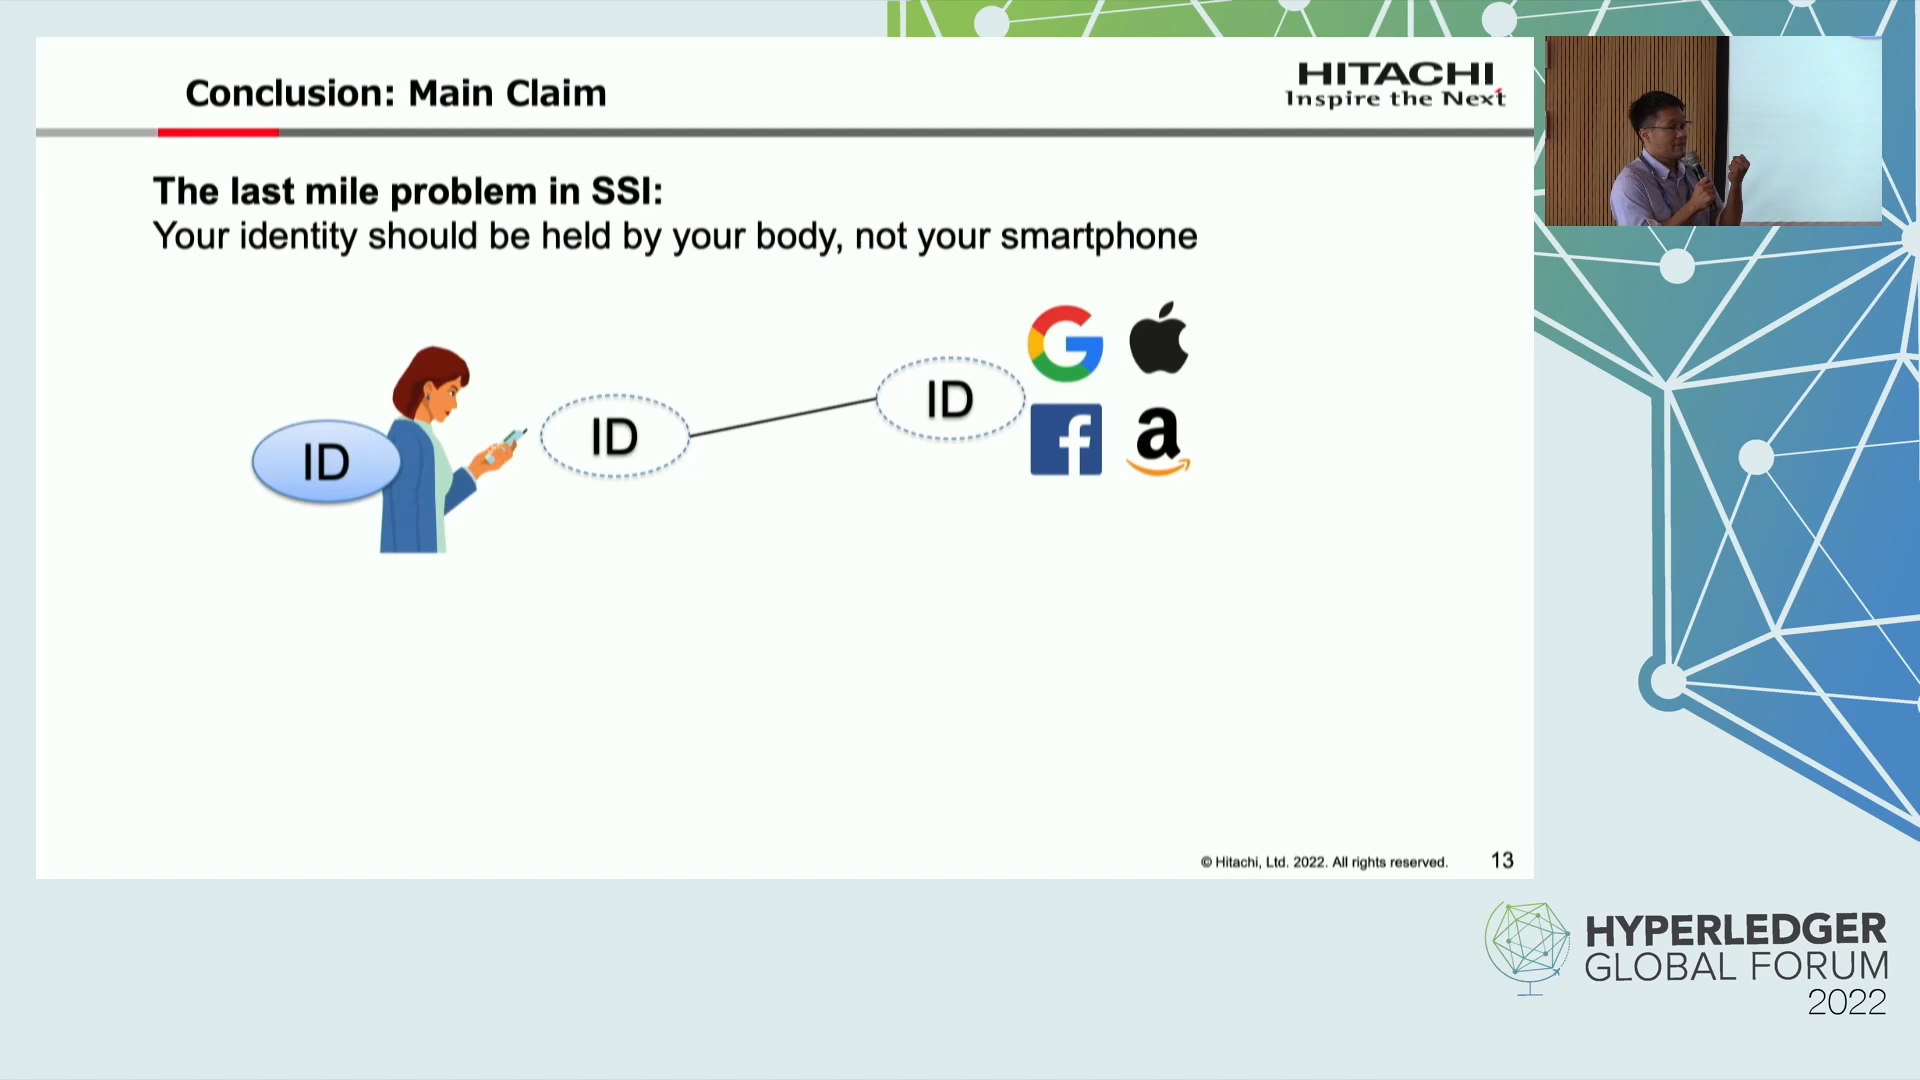 Conclusion: Main Claim
HITACHI
Inspire the Next
The last mile problem in SSI:
Your identity should be held by your body, not your smartphone
ID
ID
ID
G
f
a
© Hitachi, Ltd. 2022. All rights reserved.
13
HYPERLEDGER
GLOBAL FORUM
2022